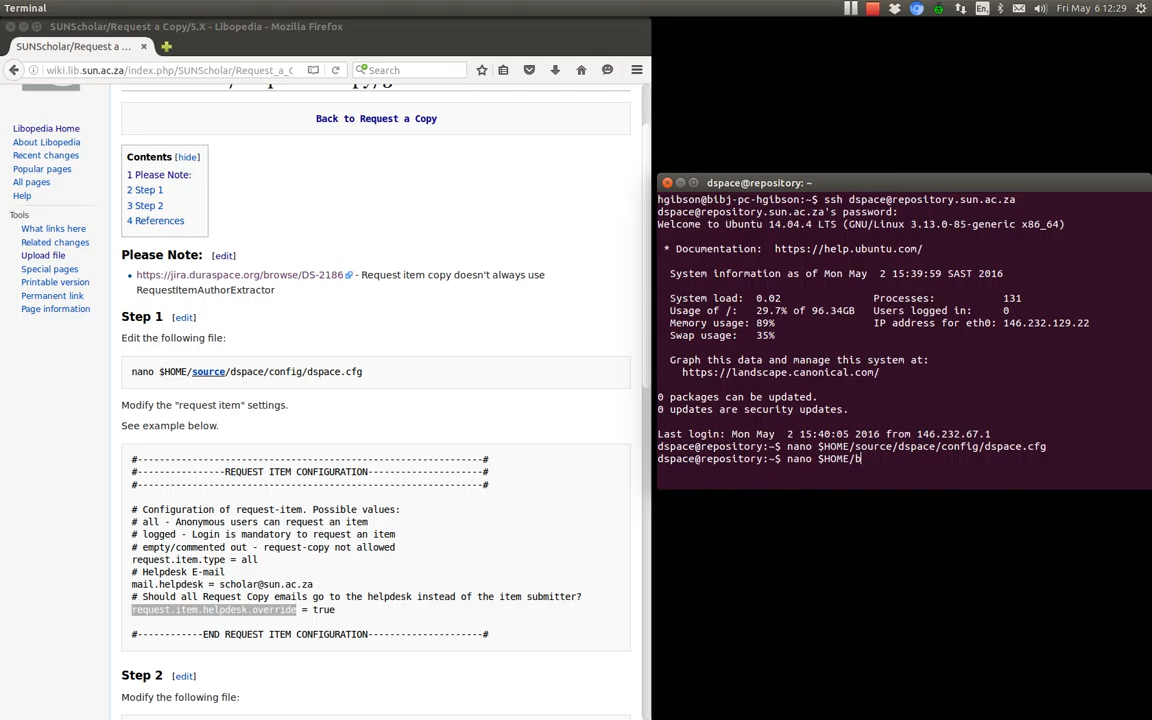 Terminal
En
Fri May 6 12:29
SUNScholar/Request a Copy/5.X - Libopedia - Mozilla Firefox
SUNScholar/Request a ...
wiki.lib.sun.ac.za/index.php/SUNScholar/Request_a_C
Search
Libopedia Home
About Libopedia
Recent changes
Popular pages
All pages
Help
Tools
What links here
Related changes
Upload file
Special pages
Printable version
Permanent link
Page information
Back to Request a Copy
Contents [hide]
1 Please Note:
2 Step 1
3 Step 2
4 References
Please Note: [edit]
https://jira.duraspace.org/browse/DS-2186 - Request item copy doesn't always use
RequestItemAuthorExtractor
Step 1 [edit]
Edit the following file:
nano $HOME/source/dspace/config/dspace.cfg
Modify the "request item" settings.
See example below.
#------------------------------------------------------#
#---------------REQUEST ITEM CONFIGURATION-------------------#
#------------------------------------------------------#
# Configuration of request-item. Possible values:
# all - Anonymous users can request an item
# logged - Login is mandatory to request an item
# empty/commented out - request-copy not allowed
request.item.type = all
# Helpdesk E-mail
mail.helpdesk = scholar@sun.ac.za
# Should all Request Copy emails go to the helpdesk instead of the item submitter?
request.item.helpdesk.override = true
#-----------END REQUEST ITEM CONFIGURATION--------------------#
Step 2 [edit]
Modify the following file:
dspace@repository: ~
hgibson@bibj-pc-hgibson:~$ ssh dspace@repository.sun.ac.za
dspace@repository.sun.ac.za's password:
Welcome to Ubuntu 14.04.4 LTS (GNU/Linux 3.13.0-85-generic x86_64)
* Documentation:  https://help.ubuntu.com/
System information as of Mon May  2 15:39:59 SAST 2016
System load:  0.02 Processes: 131
Usage of /:   29.7% of 96.34GB Users logged in: 0
Memory usage: 89% IP address for eth0: 146.232.129.22
Swap usage:   35%
Graph this data and manage this system at:
https://landscape.canonical.com/
0 packages can be updated.
0 updates are security updates.
Last login: Mon May  2 15:40:05 2016 from 146.232.67.1
dspace@repository:~$ nano $HOME/source/dspace/config/dspace.cfg
dspace@repository:~$ nano $HOME/b